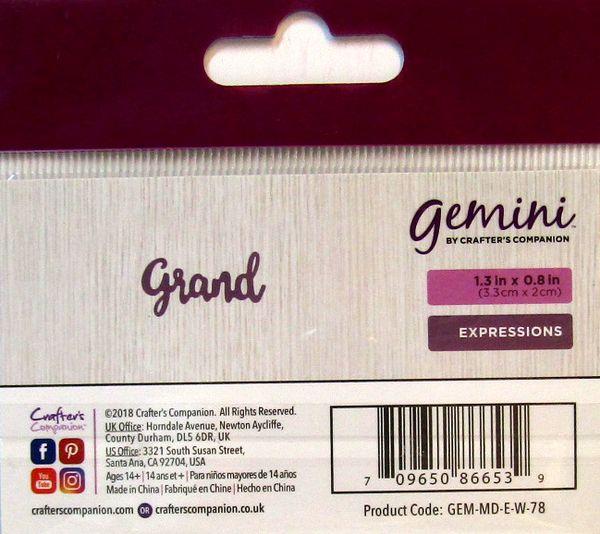 gemini™
BY CRAFTER'S COMPANION
Grand
1.3 in x 0.8 in
(3.3cm x 2cm)
EXPRESSIONS
Crafter's
Companion™
You
Tube
©2018 Crafter's Companion. All Rights Reserved.
UK Office: Horndale Avenue, Newton Aycliffe,
County Durham, DL5 6DR, UK
US Office: 3321 South Susan Street,
Santa Ana, CA 92704, USA
Ages 14+ | 14 ans et + | Para niños mayores de 14 años
Made in China | Fabriqué en Chine | Hecho en China
crafterscompanion.com OR crafterscompanion.co.uk
7 09650 86653 9
Product Code: GEM-MD-E-W-78